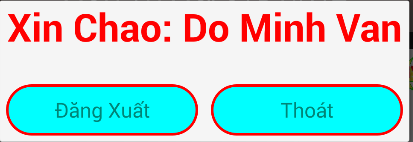 Xin Chao: Do Minh Van
Đăng Xuất
Thoát